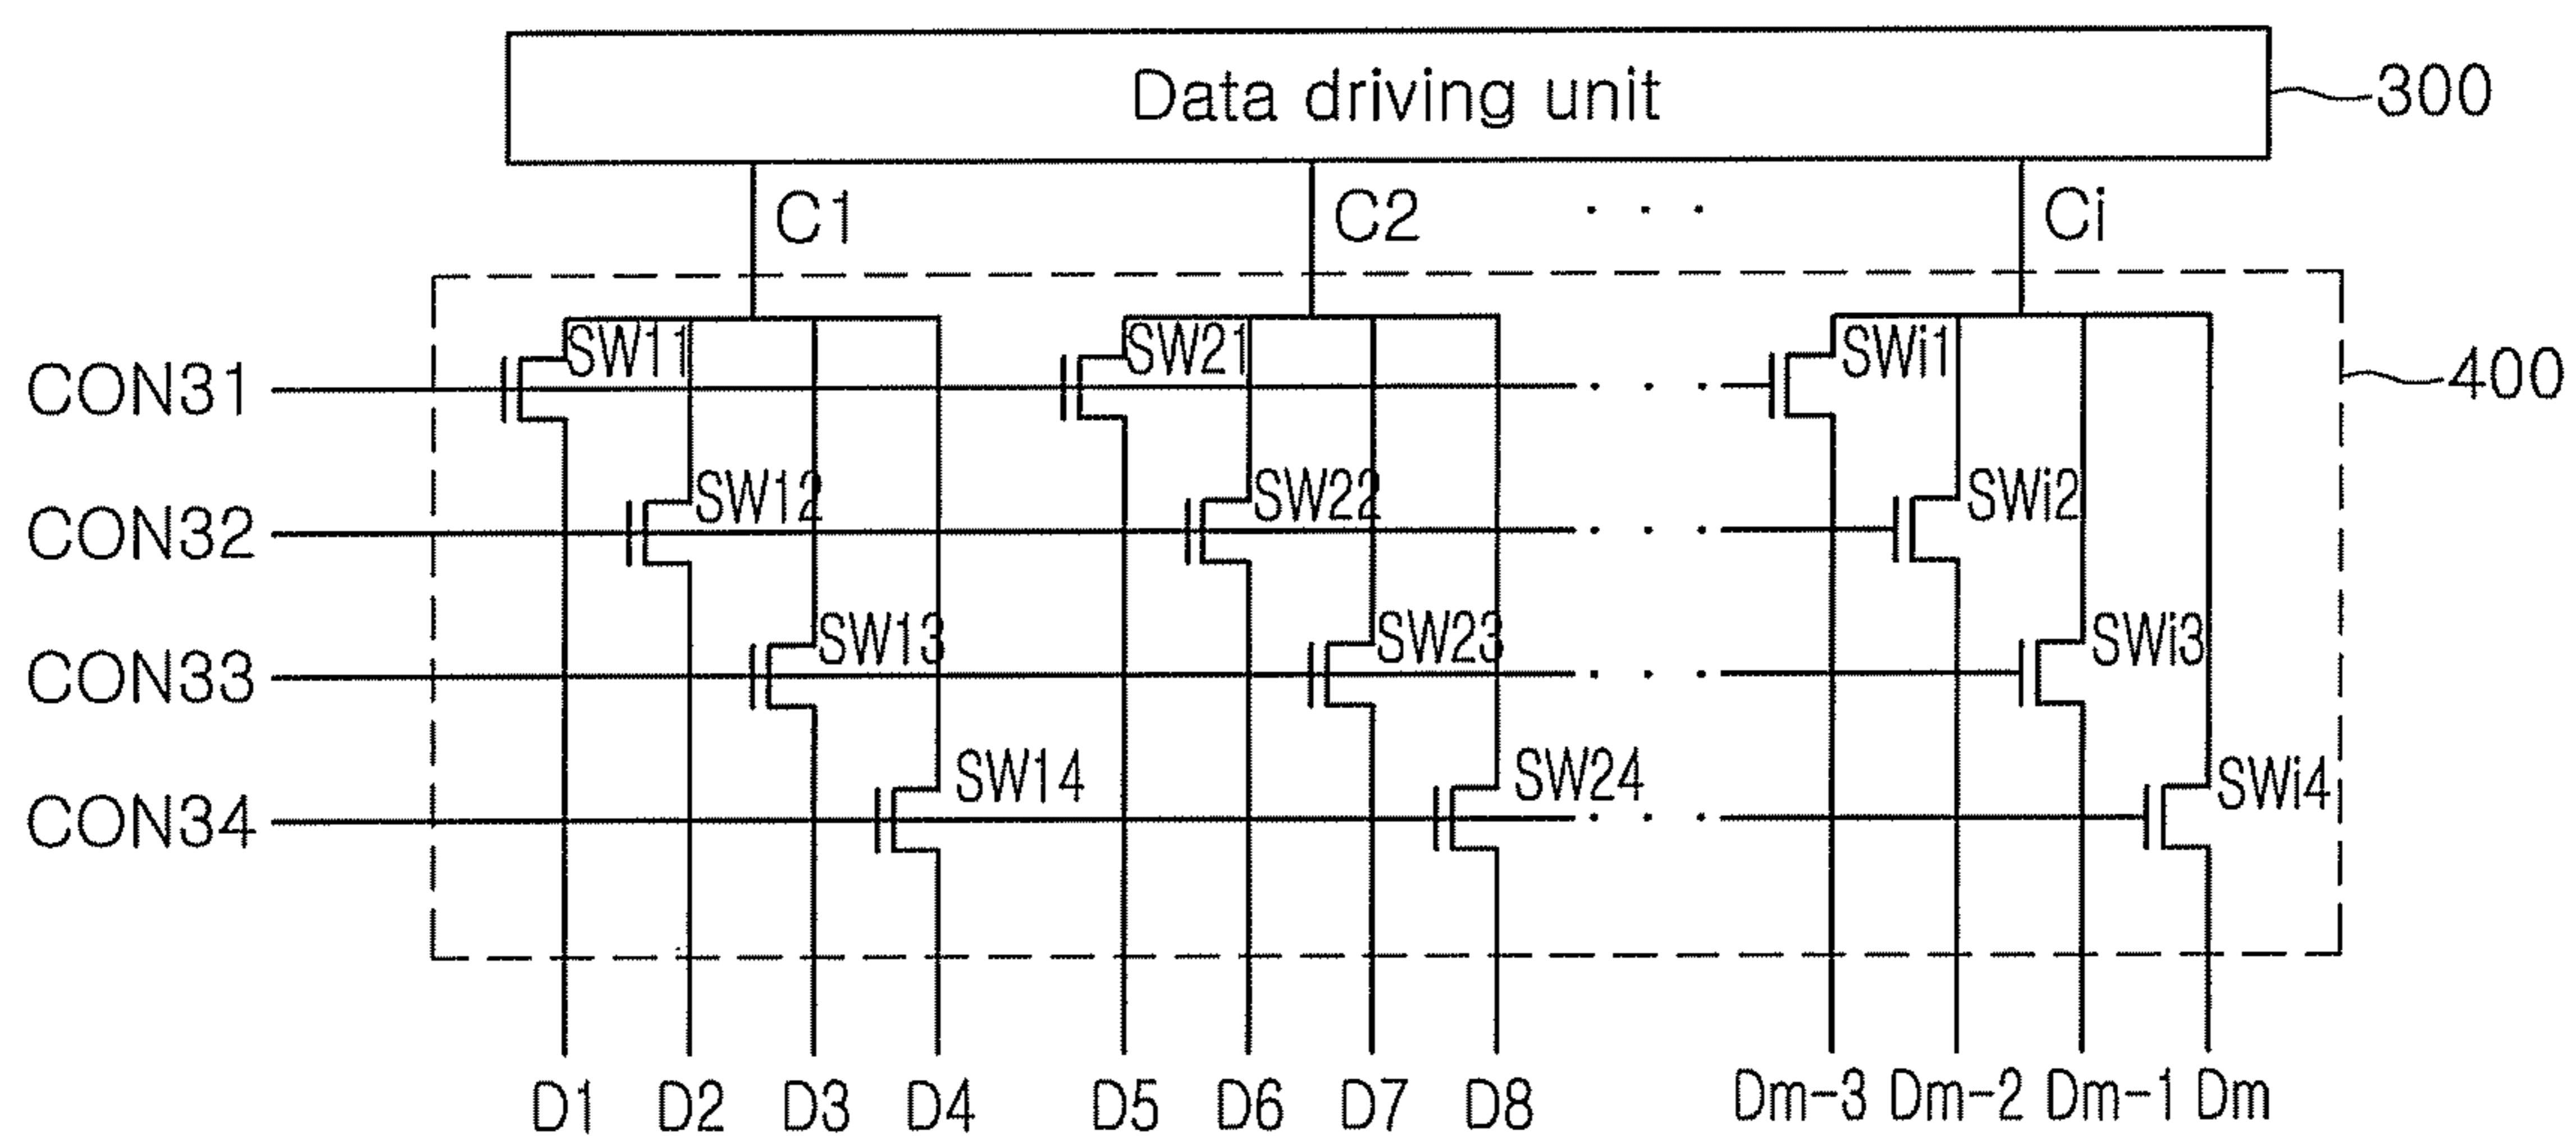 Data driving unit
300
C1 C2 . . . Ci
SW11 SW21 SWi1
CON31 . . . 400
SW12 SW22 SWi2
CON32 . . .
SW13 SW23 SWi3
CON33 . . .
SW14 SW24 SWi4
CON34 . . .
D1 D2 D3 D4 D5 D6 D7 D8 Dm-3 Dm-2 Dm-1 Dm